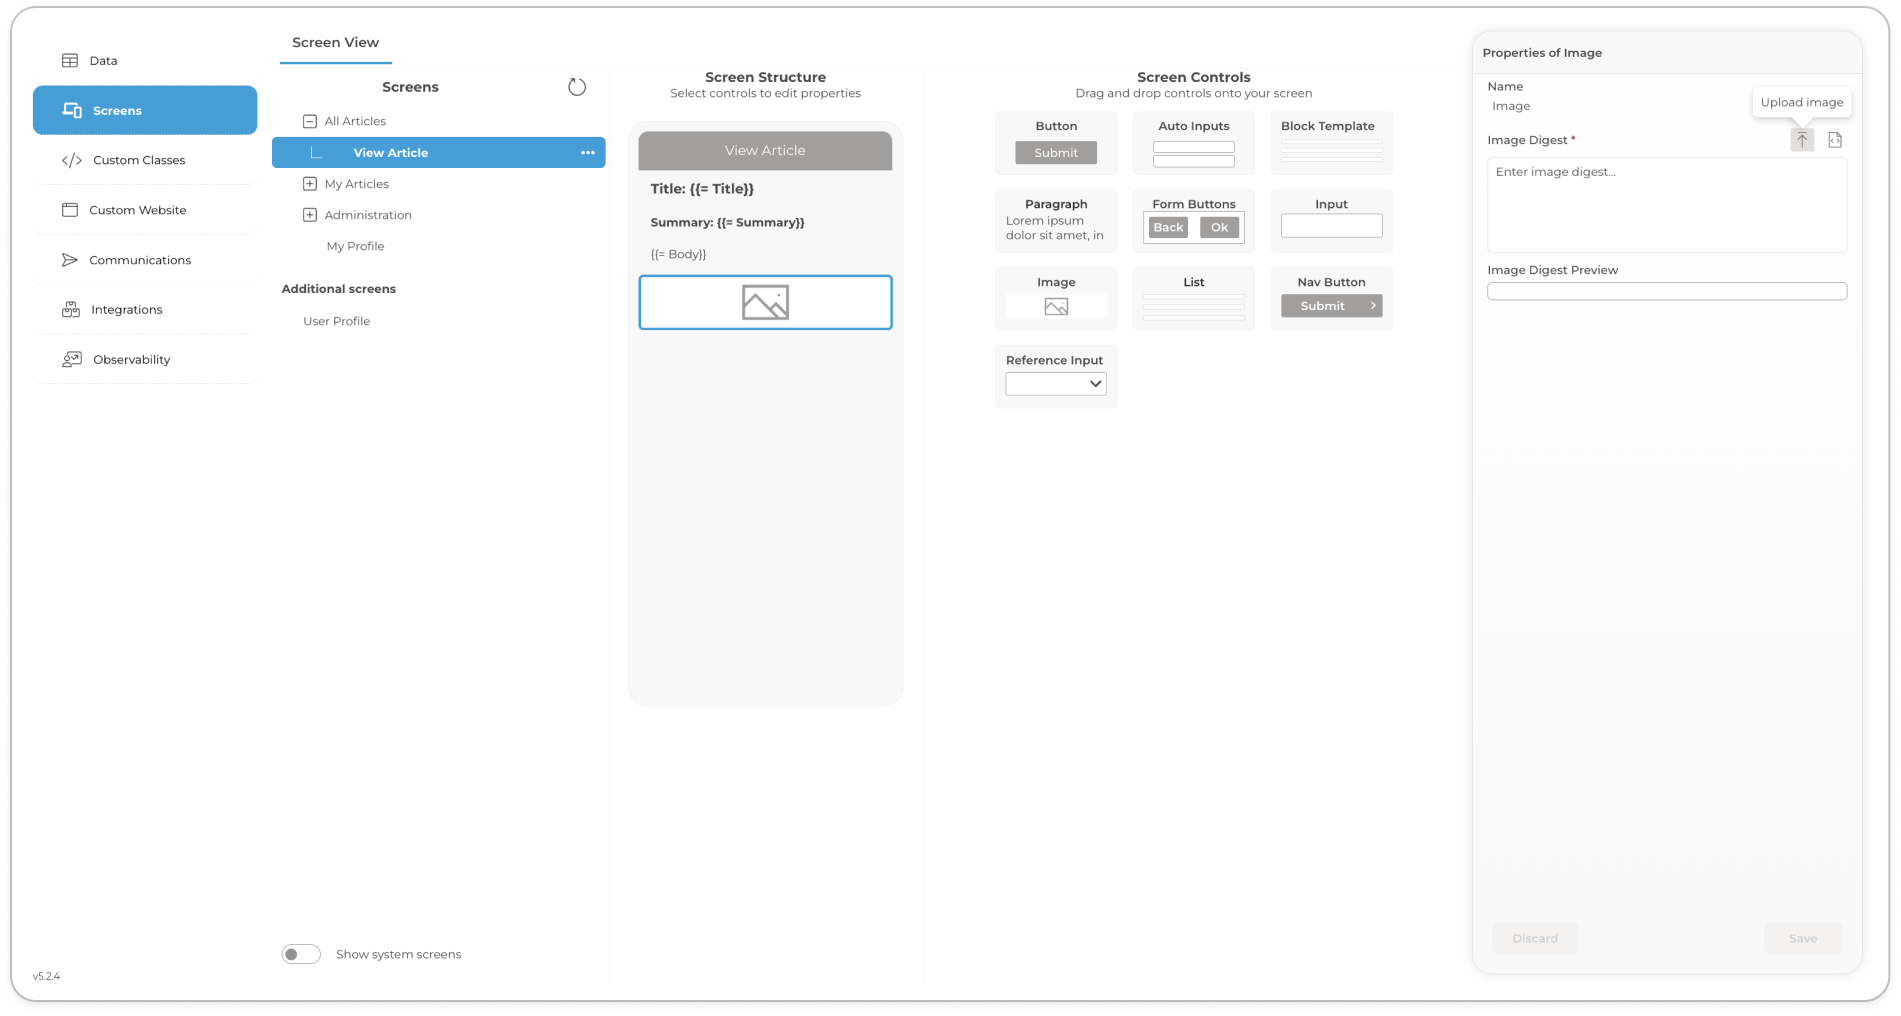 Data
Screens
Custom Classes
Custom Website
Communications
Integrations
Observability
v5.2.4
Screen View
Screens
All Articles
View Article
My Articles
Administration
My Profile
Additional screens
User Profile
Show system screens
Screen Structure
Select controls to edit properties
View Article
Title: {{= Title}}
Summary: {{= Summary}}
{{= Body}}
Screen Controls
Drag and drop controls onto your screen
Button
Submit
Auto Inputs
Block Template
Paragraph
Lorem ipsum
dolor sit amet, in
Form Buttons
Back Ok
Input
Image
List
Nav Button
Submit
Reference Input
Properties of Image
Name
Image
Upload image
Image Digest *
Enter image digest...
Image Digest Preview
Discard
Save